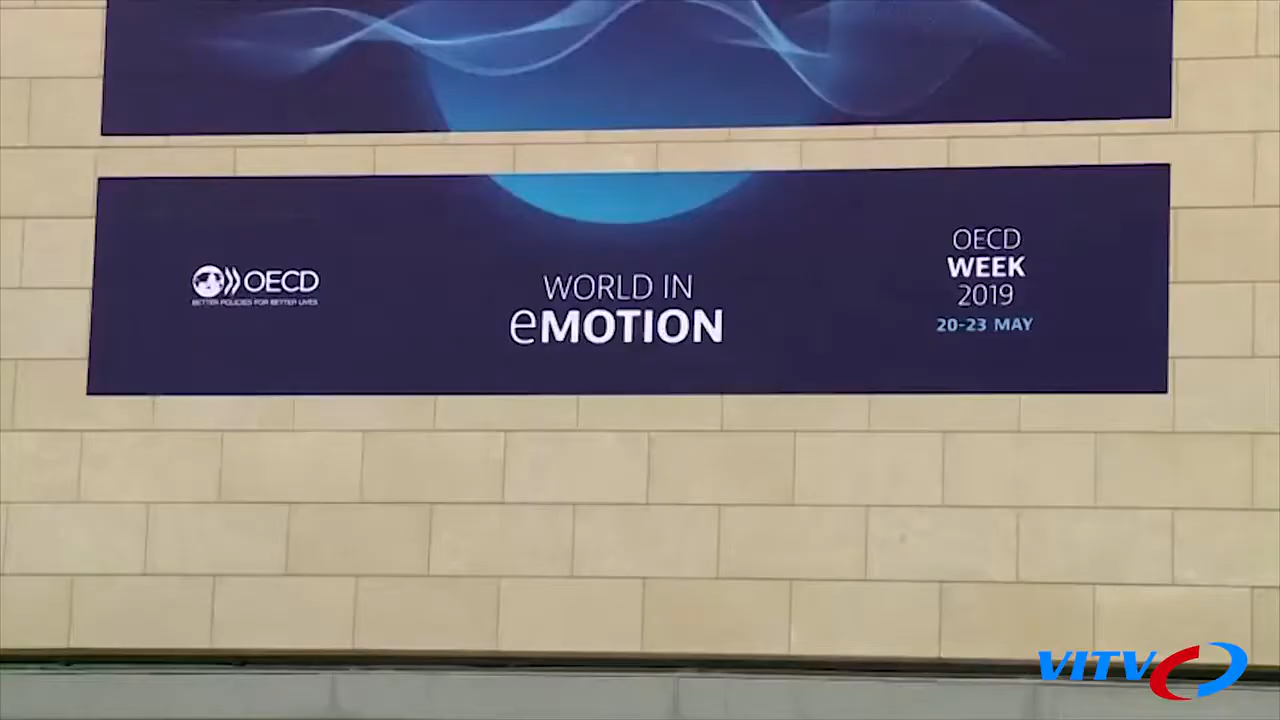 OECD
BETTER POLICIES FOR BETTER LIVES
WORLD IN
eMOTION
OECD
WEEK
2019
20-23 MAY
VITV